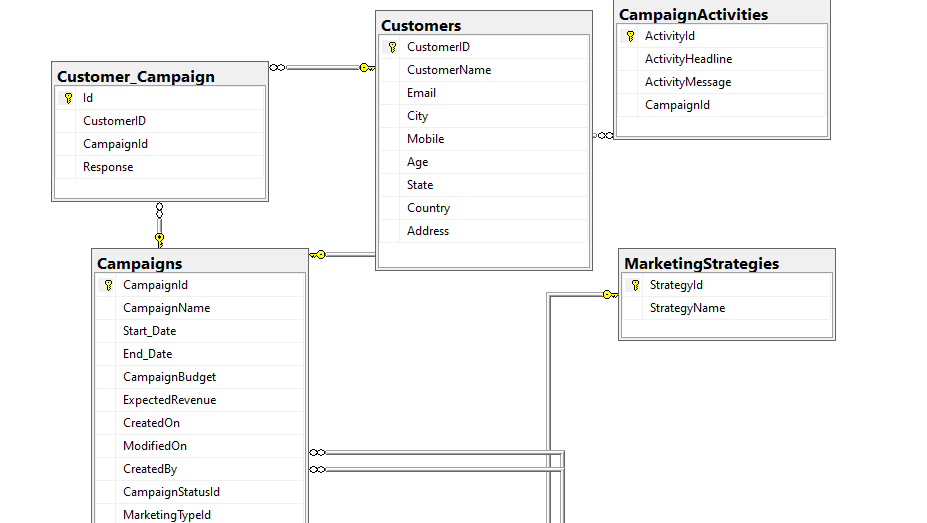 Customer_Campaign
Id
CustomerID
CampaignId
Response
Customers
CustomerID
CustomerName
Email
City
Mobile
Age
State
Country
Address
CampaignActivities
ActivityId
ActivityHeadline
ActivityMessage
CampaignId
Campaigns
CampaignId
CampaignName
Start_Date
End_Date
CampaignBudget
ExpectedRevenue
CreatedOn
ModifiedOn
CreatedBy
CampaignStatusId
MarketingTypeId
MarketingStrategies
StrategyId
StrategyName